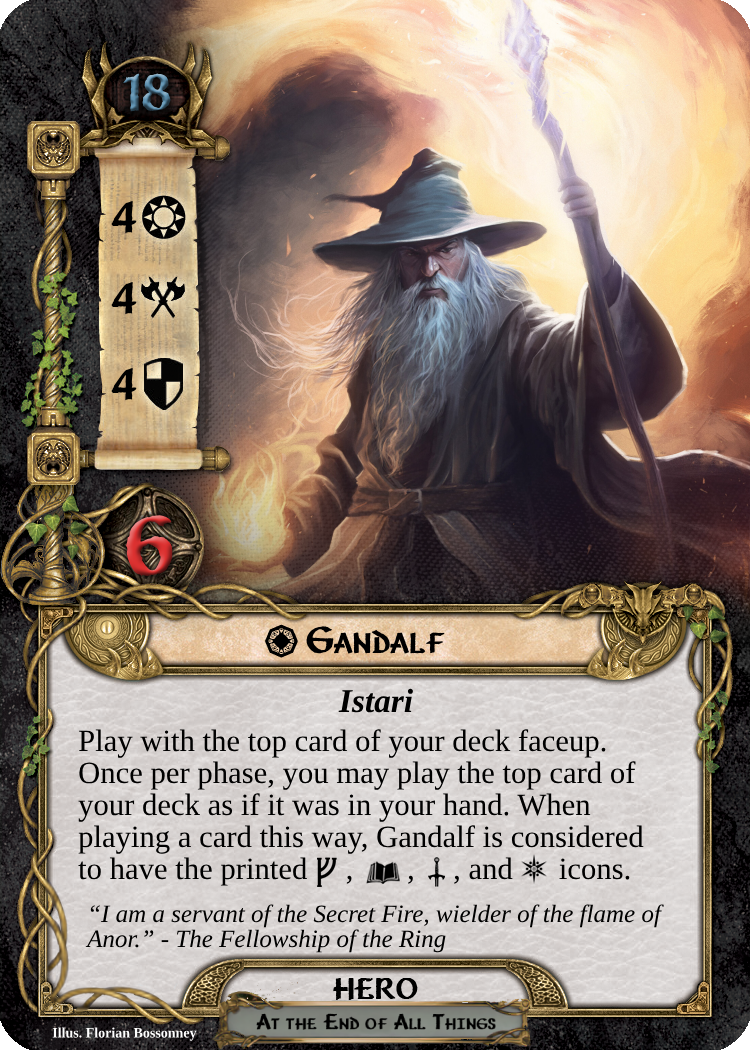 18
4
4
4
6
Gandalf
Istari
Play with the top card of your deck faceup.
Once per phase, you may play the top card of
your deck as if it was in your hand. When
playing a card this way, Gandalf is considered
to have the printed , , , and icons.
“I am a servant of the Secret Fire, wielder of the flame of
Anor.” - The Fellowship of the Ring
HERO
At the End of All Things
Illus. Florian Bossonney